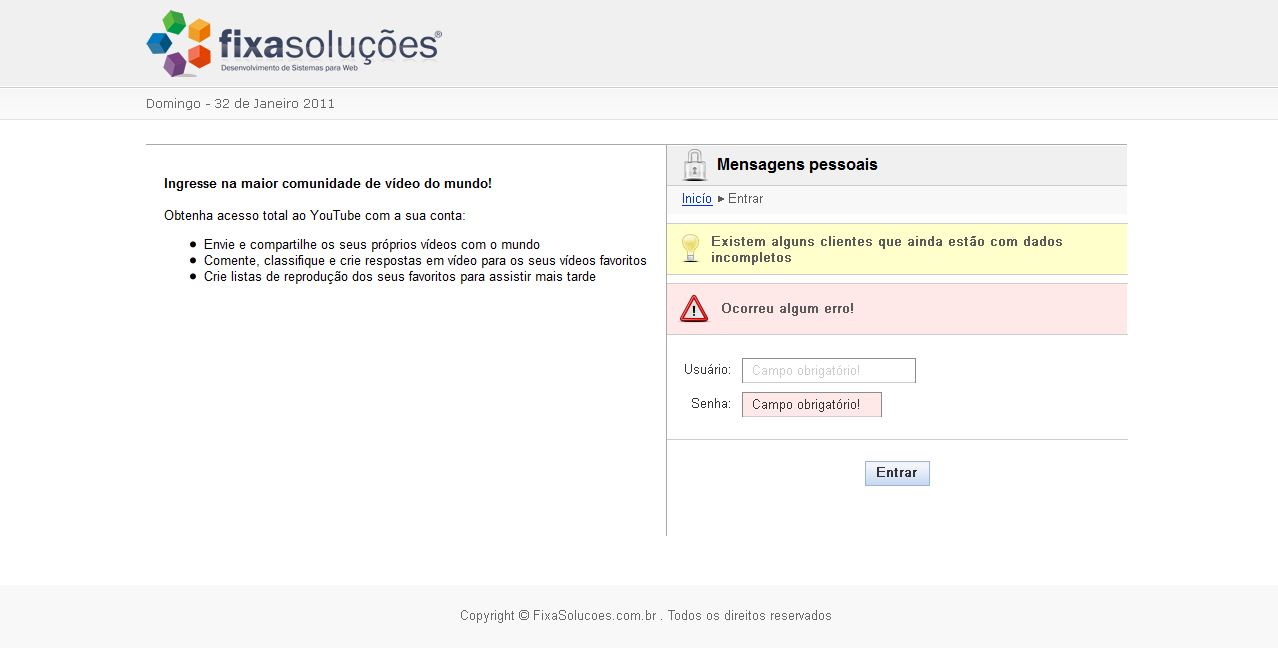 fixasoluções®
Desenvolvimento de Sistemas para Web
Domingo - 32 de Janeiro 2011
Ingresse na maior comunidade de vídeo do mundo!
Obtenha acesso total ao YouTube com a sua conta:
Envie e compartilhe os seus próprios vídeos com o mundo
Comente, classifique e crie respostas em vídeo para os seus vídeos favoritos
Crie listas de reprodução dos seus favoritos para assistir mais tarde
Mensagens pessoais
Inicío ▸ Entrar
Existem alguns clientes que ainda estão com dados
incompletos
Ocorreu algum erro!
Usuário: Campo obrigatório!
Senha: Campo obrigatório!
Entrar
Copyright © FixaSolucoes.com.br . Todos os direitos reservados